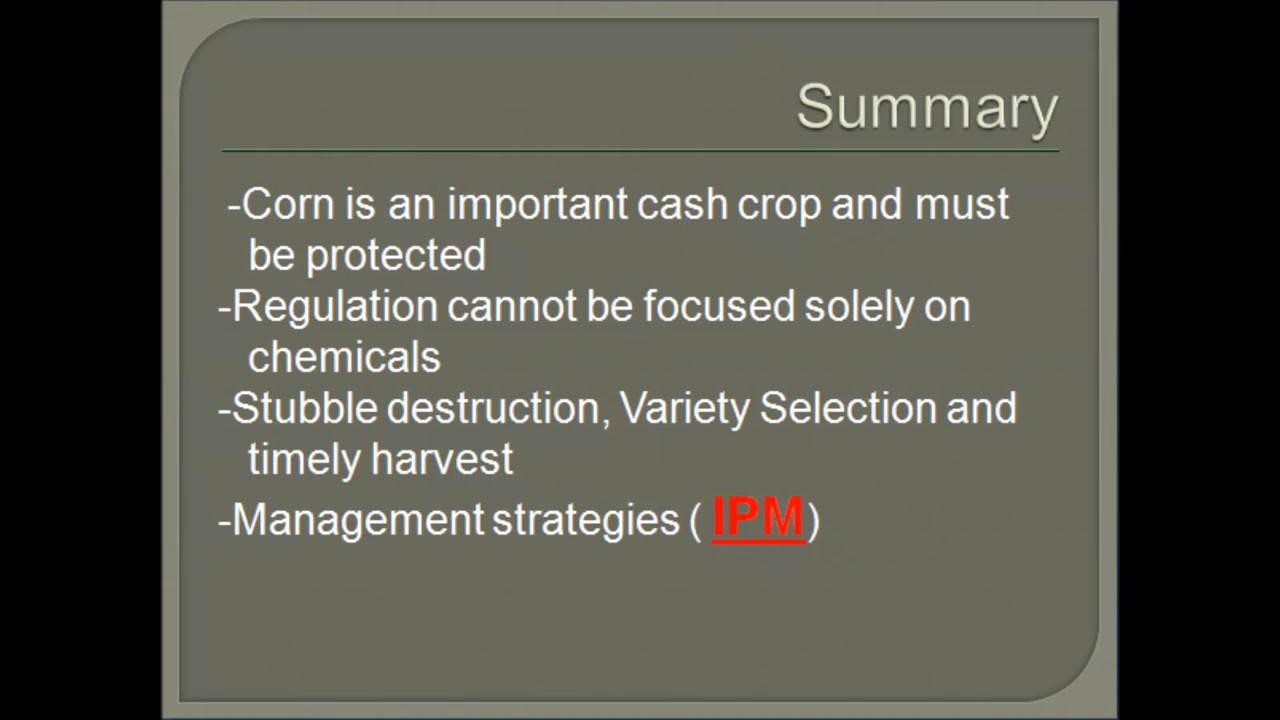 Summary
-Corn is an important cash crop and must
be protected
-Regulation cannot be focused solely on
chemicals
-Stubble destruction, Variety Selection and
timely harvest
-Management strategies ( IPM)